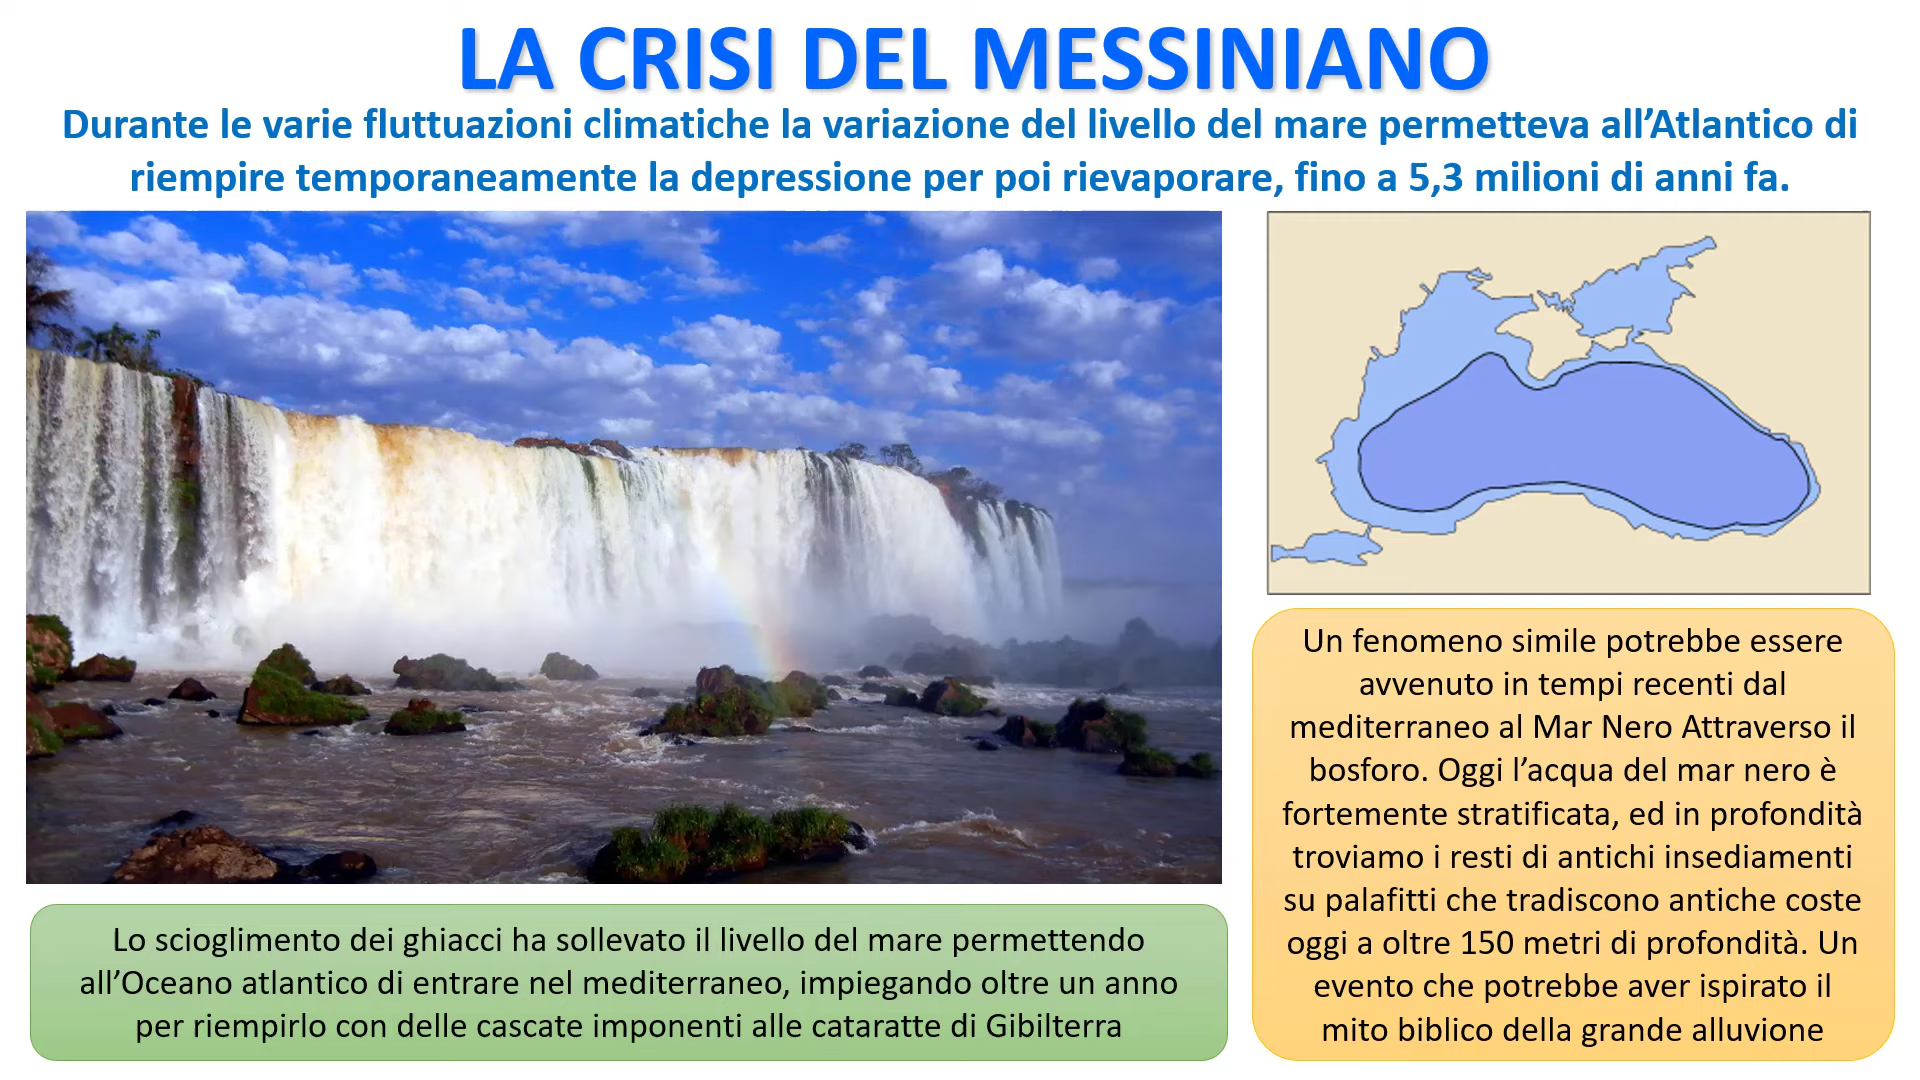 LA CRISI DEL MESSINIANO
Durante le varie fluttuazioni climatiche la variazione del livello del mare permetteva all’Atlantico di
riempire temporaneamente la depressione per poi rievaporare, fino a 5,3 milioni di anni fa.
Lo scioglimento dei ghiacci ha sollevato il livello del mare permettendo
all’Oceano atlantico di entrare nel mediterraneo, impiegando oltre un anno
per riempirlo con delle cascate imponenti alle cataratte di Gibilterra
Un fenomeno simile potrebbe essere
avvenuto in tempi recenti dal
mediterraneo al Mar Nero Attraverso il
bosforo. Oggi l’acqua del mar nero è
fortemente stratificata, ed in profondità
troviamo i resti di antichi insediamenti
su palafitti che tradiscono antiche coste
oggi a oltre 150 metri di profondità. Un
evento che potrebbe aver ispirato il
mito biblico della grande alluvione